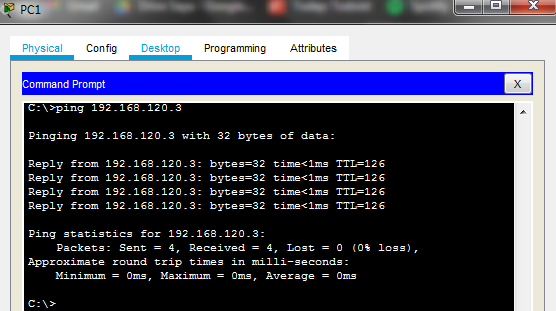 PC1
Physical Config Desktop Programming Attributes
Command Prompt
X
C:\>ping 192.168.120.3
Pinging 192.168.120.3 with 32 bytes of data:
Reply from 192.168.120.3: bytes=32 time<1ms TTL=126
Reply from 192.168.120.3: bytes=32 time<1ms TTL=126
Reply from 192.168.120.3: bytes=32 time<1ms TTL=126
Reply from 192.168.120.3: bytes=32 time<1ms TTL=126
Ping statistics for 192.168.120.3:
Packets: Sent = 4, Received = 4, Lost = 0 (0% loss),
Approximate round trip times in milli-seconds:
Minimum = 0ms, Maximum = 0ms, Average = 0ms
C:\>